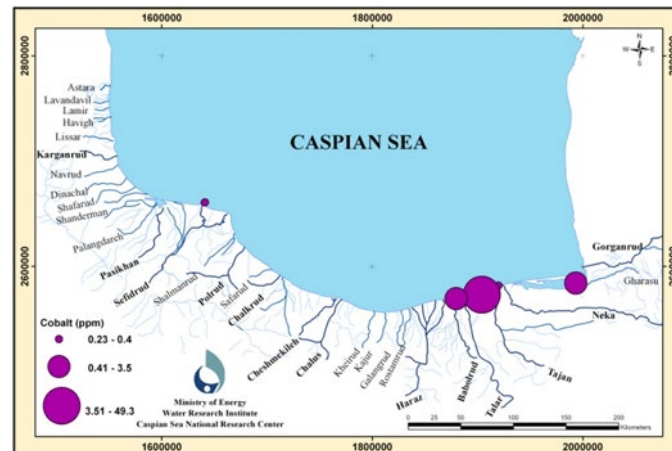 1600000
1800000
2000000
2800000
2800000
N
W E
S
Astara
Lavandavil
Lamir
Havigh
Lissar
CASPIAN SEA
Karganrud
Navrud
Dinachal
Shafarud
Shanderman
Palangdareh
Gorganrud
2600000
2600000
Pasikhan
Gharasu
Sefidrud
Shalmanrud
Polrud
Safarud
Chalkrud
Neka
Cobalt (ppm)
0.23 - 0.4
0.41 - 3.5
3.51 - 49.3
Cheshmekileh
Chalus
Kheirud
Kajur
Galangrud
Rostamrud
Haraz
Babolrud
Talar
Tajan
Ministry of Energy
Water Research Institute
Caspian Sea National Research Center
0 25 50 100 150 200
Kilometers
1600000
1800000
2000000